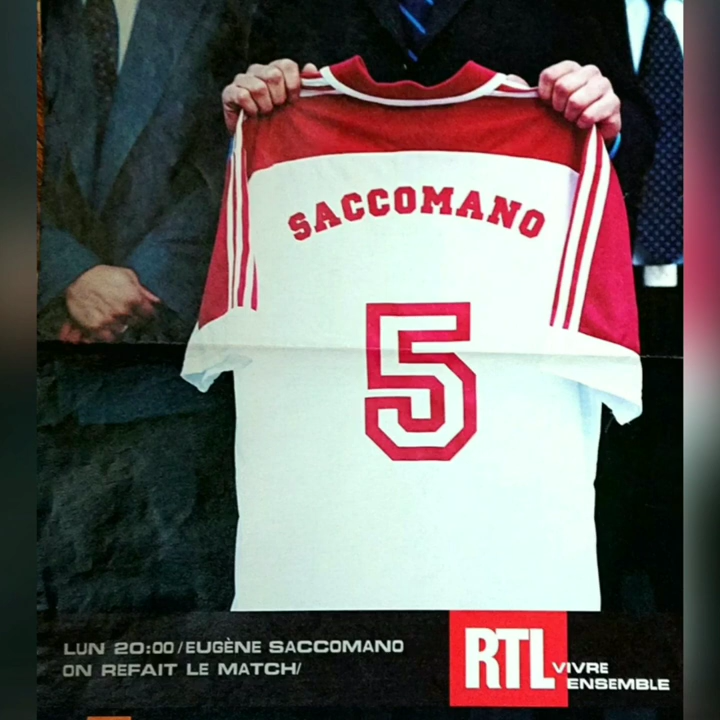 SACCOMANO
5
LUN 20:00/EUGÈNE SACCOMANO
ON REFAIT LE MATCH/
RTL
VIVRE
ENSEMBLE